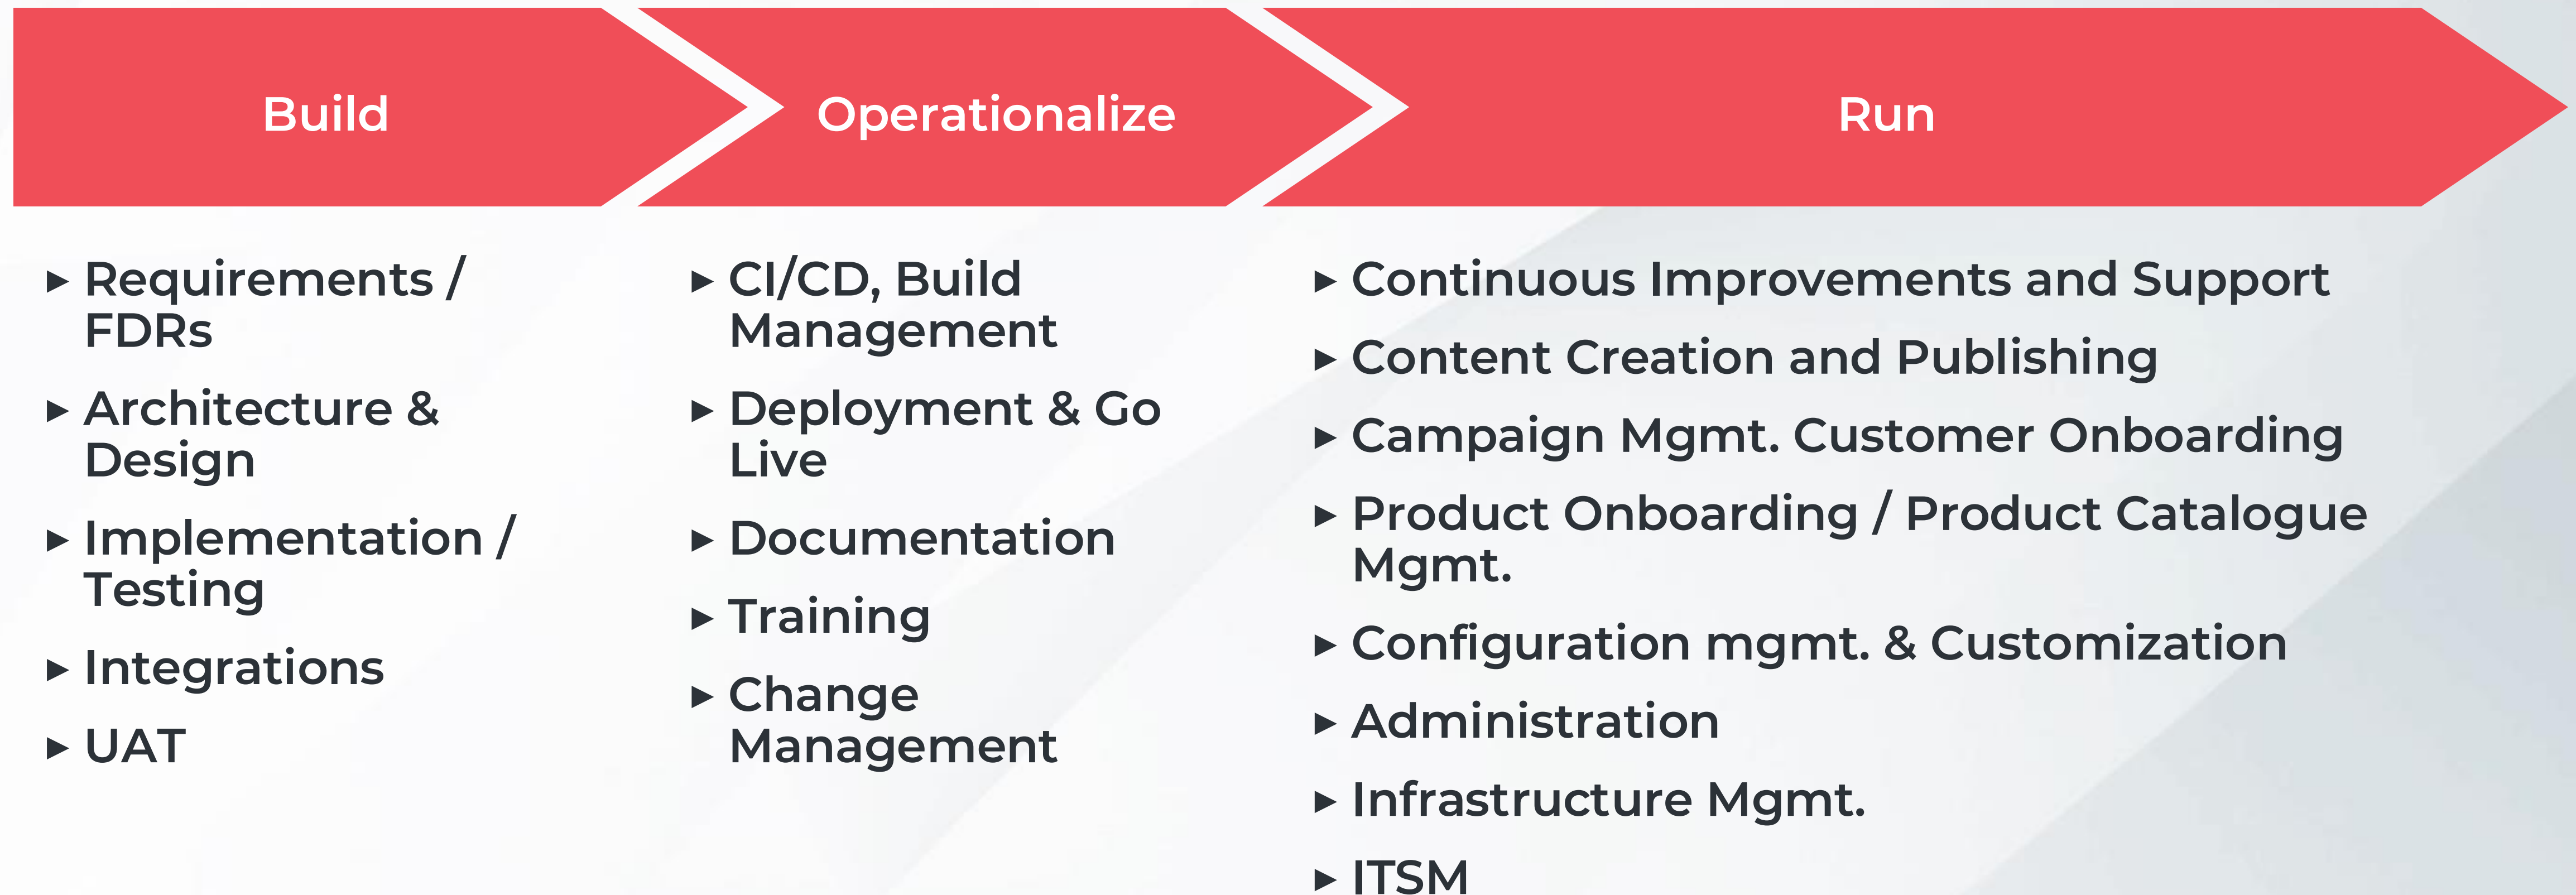 Build
Operationalize
Run
► Requirements /
FDRs
► Architecture &
Design
► Implementation /
Testing
► Integrations
► UAT
► CI/CD, Build
Management
► Deployment & Go
Live
► Documentation
► Training
► Change
Management
► Continuous Improvements and Support
► Content Creation and Publishing
► Campaign Mgmt. Customer Onboarding
► Product Onboarding / Product Catalogue
Mgmt.
► Configuration mgmt. & Customization
► Administration
► Infrastructure Mgmt.
► ITSM